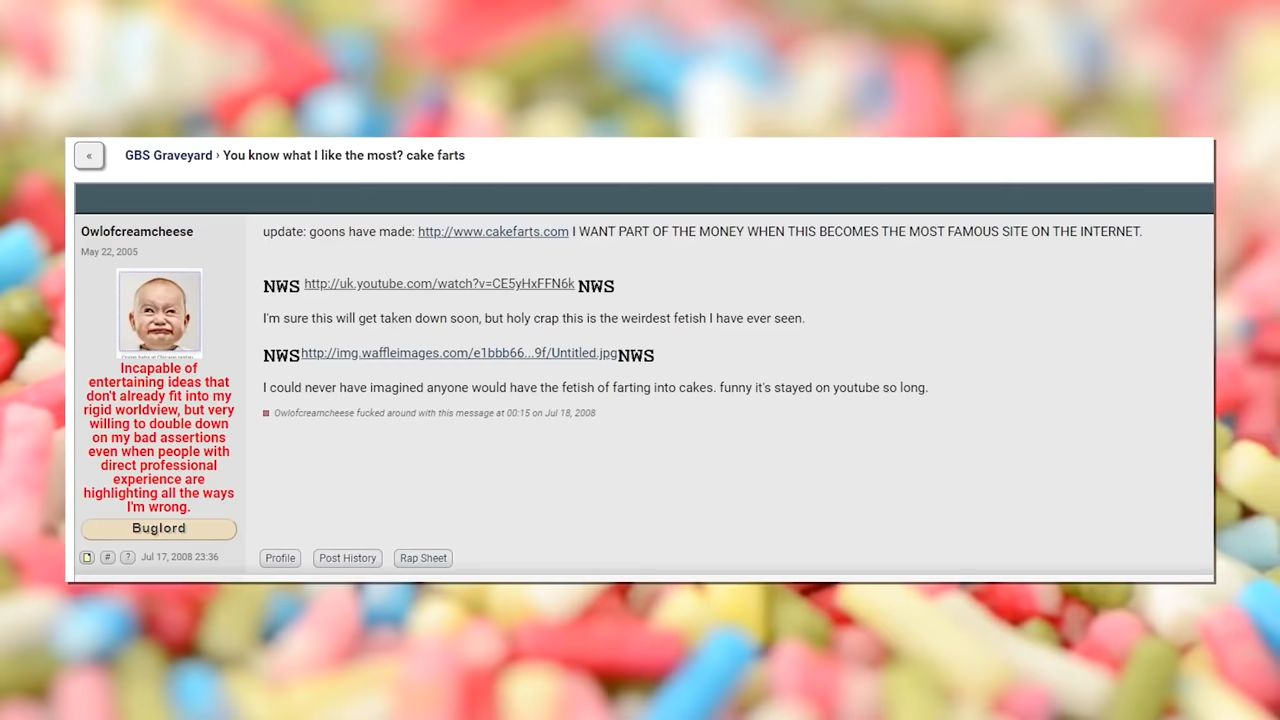 «
GBS Graveyard › You know what I like the most? cake farts
Owlofcreamcheese
May 22, 2005
Incapable of
entertaining ideas that
don't already fit into my
rigid worldview, but very
willing to double down
on my bad assertions
even when people with
direct professional
experience are
highlighting all the ways
I'm wrong.
Buglord
# ? Jul 17, 2008 23:36
update: goons have made: http://www.cakefarts.com I WANT PART OF THE MONEY WHEN THIS BECOMES THE MOST FAMOUS SITE ON THE INTERNET.
NWS http://uk.youtube.com/watch?v=CE5yHxFFN6k NWS
I'm sure this will get taken down soon, but holy crap this is the weirdest fetish I have ever seen.
NWS http://img.waffleimages.com/e1bbb66...9f/Untitled.jpg NWS
I could never have imagined anyone would have the fetish of farting into cakes. funny it's stayed on youtube so long.
Owlofcreamcheese fucked around with this message at 00:15 on Jul 18, 2008
Profile Post History Rap Sheet